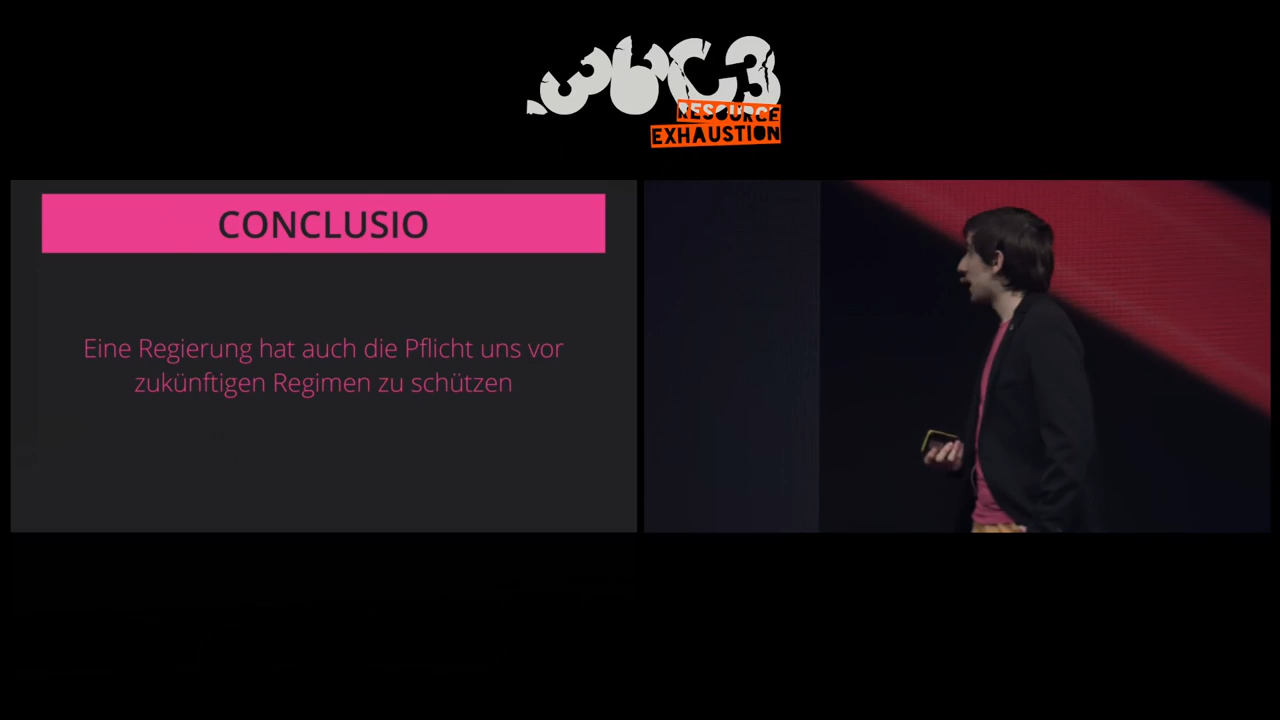 36C3
RESOURCE
EXHAUSTION
CONCLUSIO
Eine Regierung hat auch die Pflicht uns vor
zukünftigen Regimen zu schützen